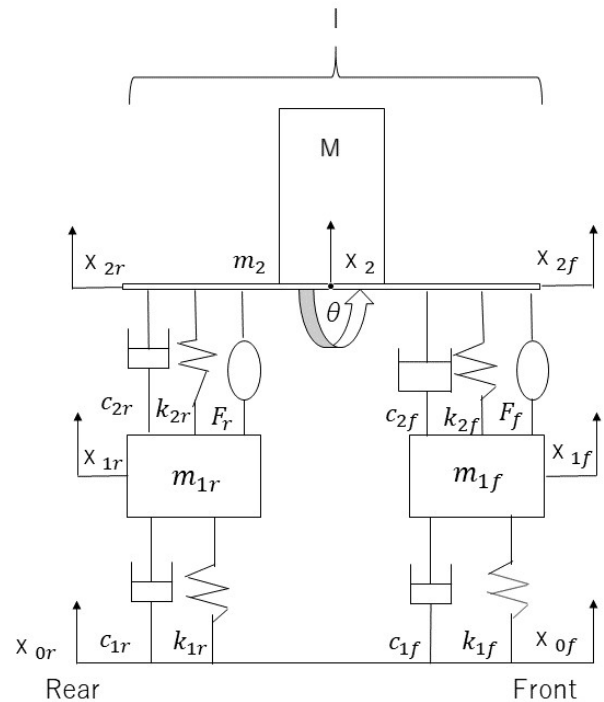 l
M
x 2r
m2
x 2
x 2f
θ
c2r
k2r
Fr
c2f
k2f
Ff
x 1r
m1r
m1f
x 1f
x 0r
c1r
k1r
c1f
k1f
x 0f
Rear
Front